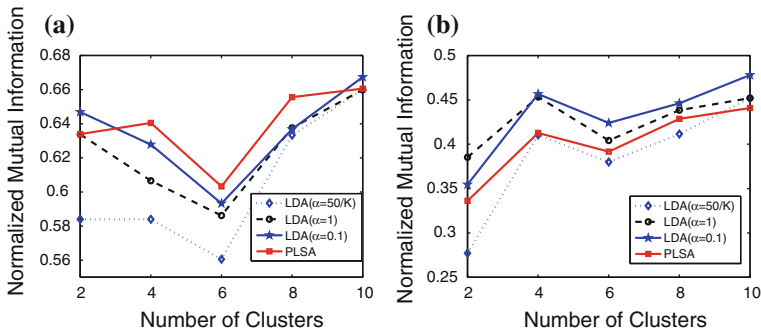 (a)
Normalized Mutual Information
0.68
0.66
0.64
0.62
0.6
0.58
0.56
2 4 6 8 10
Number of Clusters
LDA(α=50/K)
LDA(α=1)
LDA(α=0.1)
PLSA
(b)
Normalized Mutual Information
0.5
0.45
0.4
0.35
0.3
0.25
2 4 6 8 10
Number of Clusters
LDA(α=50/K)
LDA(α=1)
LDA(α=0.1)
PLSA